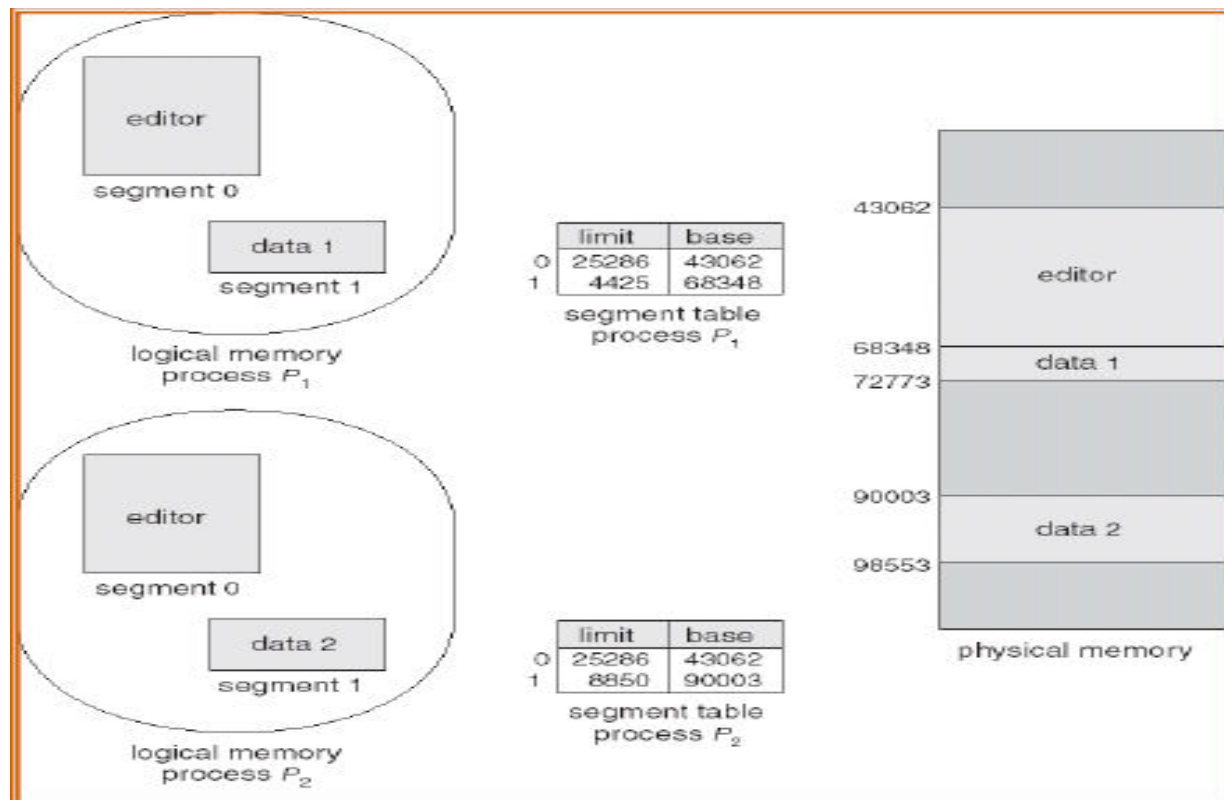 editor
segment 0
data 1
segment 1
logical memory
process P1
limit base
0 25286 43062
1 4425 68348
segment table
process P1
editor
segment 0
data 2
segment 1
logical memory
process P2
limit base
0 25286 43062
1 8850 90003
segment table
process P2
43062
editor
68348
data 1
72773
90003
data 2
98553
physical memory